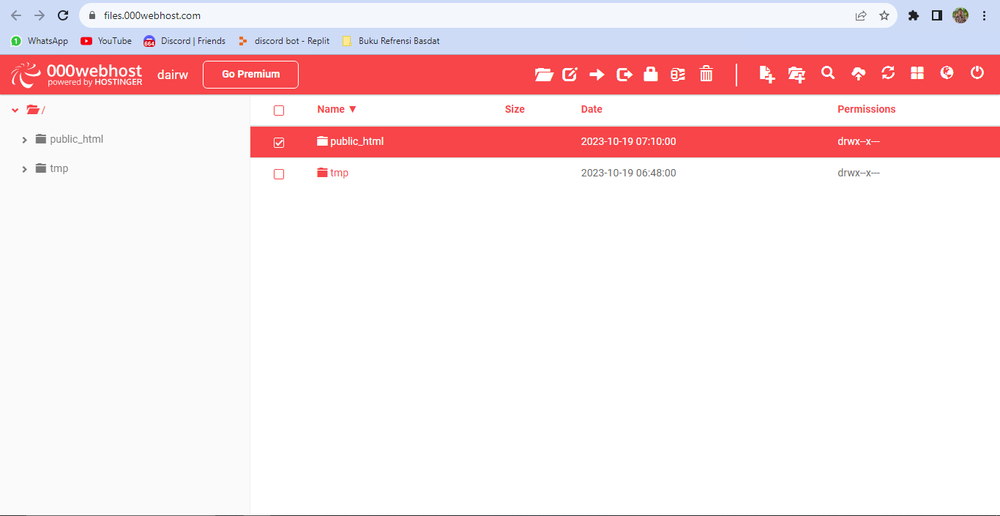 files.000webhost.com
1 WhatsApp YouTube 664 Discord | Friends discord bot - Replit Buku Refrensi Basdat
000webhost dairw Go Premium
powered by HOSTINGER
/
public_html
tmp
Name ▼ Size Date Permissions
public_html 2023-10-19 07:10:00 drwx--x---
tmp 2023-10-19 06:48:00 drwx--x---